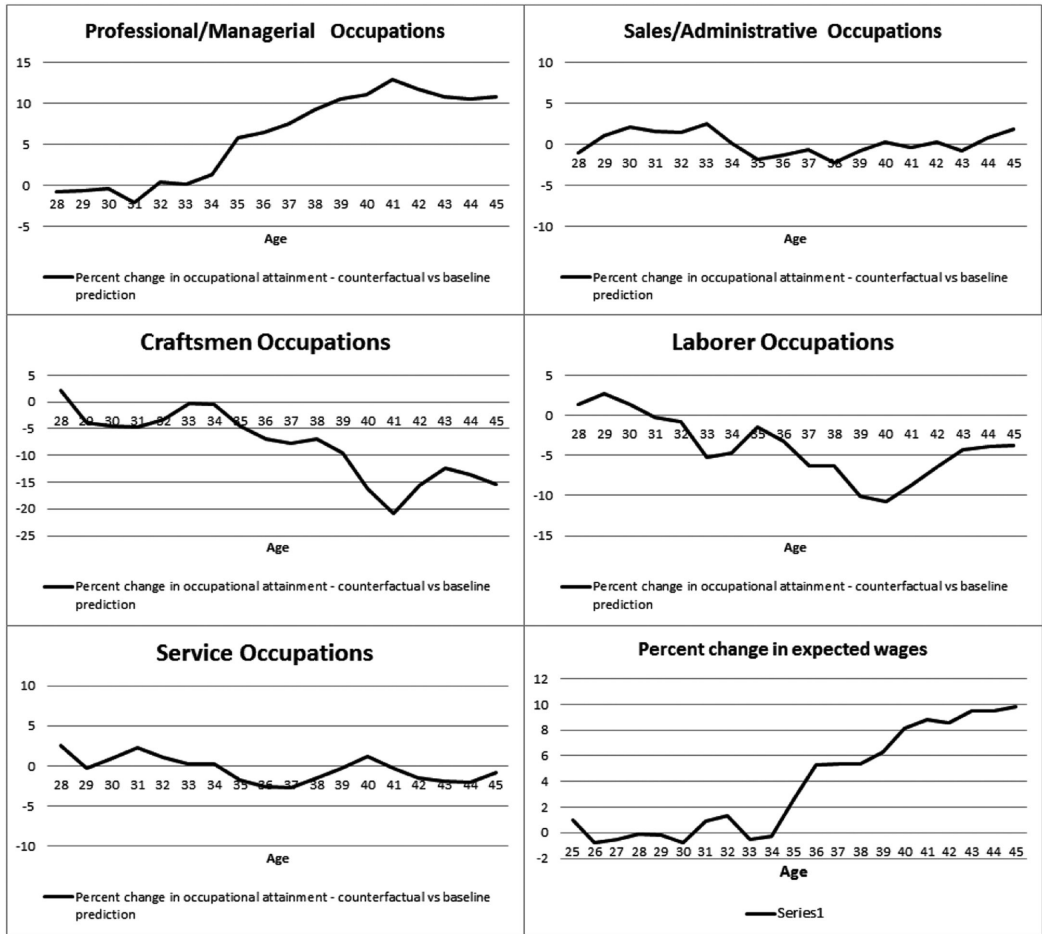 Professional/Managerial Occupations
15
10
5
0
-5
28 29 30 31 32 33 34 35 36 37 38 39 40 41 42 43 44 45
Age
Percent change in occupational attainment - counterfactual vs baseline
prediction
Sales/Administrative Occupations
10
5
0
-5
-10
28 29 30 31 32 33 34 35 36 37 38 39 40 41 42 43 44 45
Age
Percent change in occupational attainment - counterfactual vs baseline
prediction
Craftsmen Occupations
5
0
-5
-10
-15
-20
-25
28 29 30 31 32 33 34 35 36 37 38 39 40 41 42 43 44 45
Age
Percent change in occupational attainment - counterfactual vs baseline
prediction
Laborer Occupations
5
0
-5
-10
-15
28 29 30 31 32 33 34 35 36 37 38 39 40 41 42 43 44 45
Age
Percent change in occupational attainment - counterfactual vs baseline
prediction
Service Occupations
10
5
0
-5
-10
28 29 30 31 32 33 34 35 36 37 38 39 40 41 42 43 44 45
Age
Percent change in occupational attainment - counterfactual vs baseline
prediction
Percent change in expected wages
12
10
8
6
4
2
0
-2
25 26 27 28 29 30 31 32 33 34 35 36 37 38 39 40 41 42 43 44 45
Age
Series1